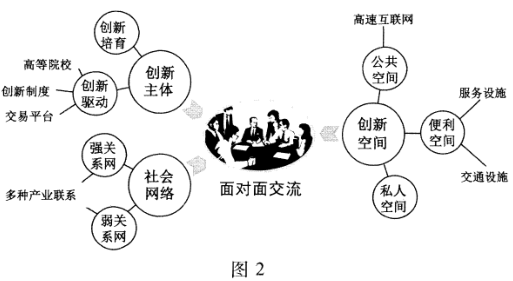 创新
培育
高等院校
创新制度
交易平台
创新
驱动
创新
主体
强关
系网
多种产业联系
弱关
系网
社会
网络
面对面交流
高速互联网
公共
空间
创新
空间
便利
空间
服务设施
交通设施
私人
空间
图 2